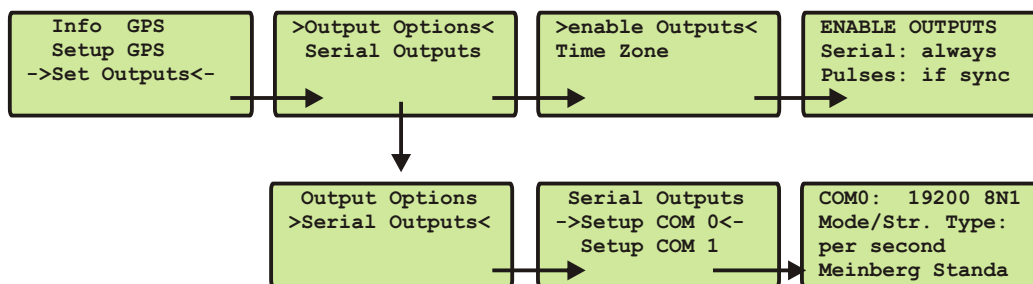 Info GPS
Setup GPS
->Set Outputs<-
>Output Options<
Serial Outputs
>enable Outputs<
Time Zone
ENABLE OUTPUTS
Serial: always
Pulses: if sync
Output Options
>Serial Outputs<
Serial Outputs
->Setup COM 0<-
Setup COM 1
COM0: 19200 8N1
Mode/Str. Type:
per second
Meinberg Standa